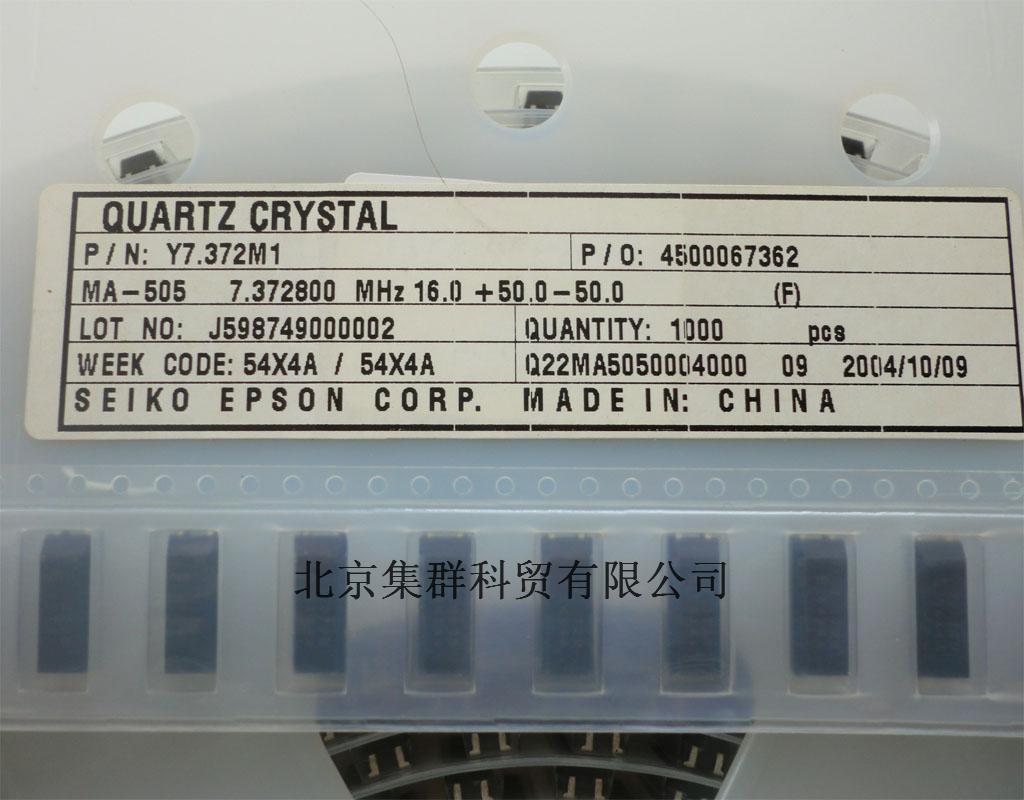 QUARTZ CRYSTAL
P/N: Y7.372M1 P/O: 4500067362
MA-505 7.372800 MHz 16.0 +50.0-50.0 (F)
LOT NO: J598749000002 QUANTITY: 1000 pcs
WEEK CODE: 54X4A / 54X4A Q22MA5050004000 09 2004/10/09
SEIKO EPSON CORP. MADE IN: CHINA
北京集群科贸有限公司